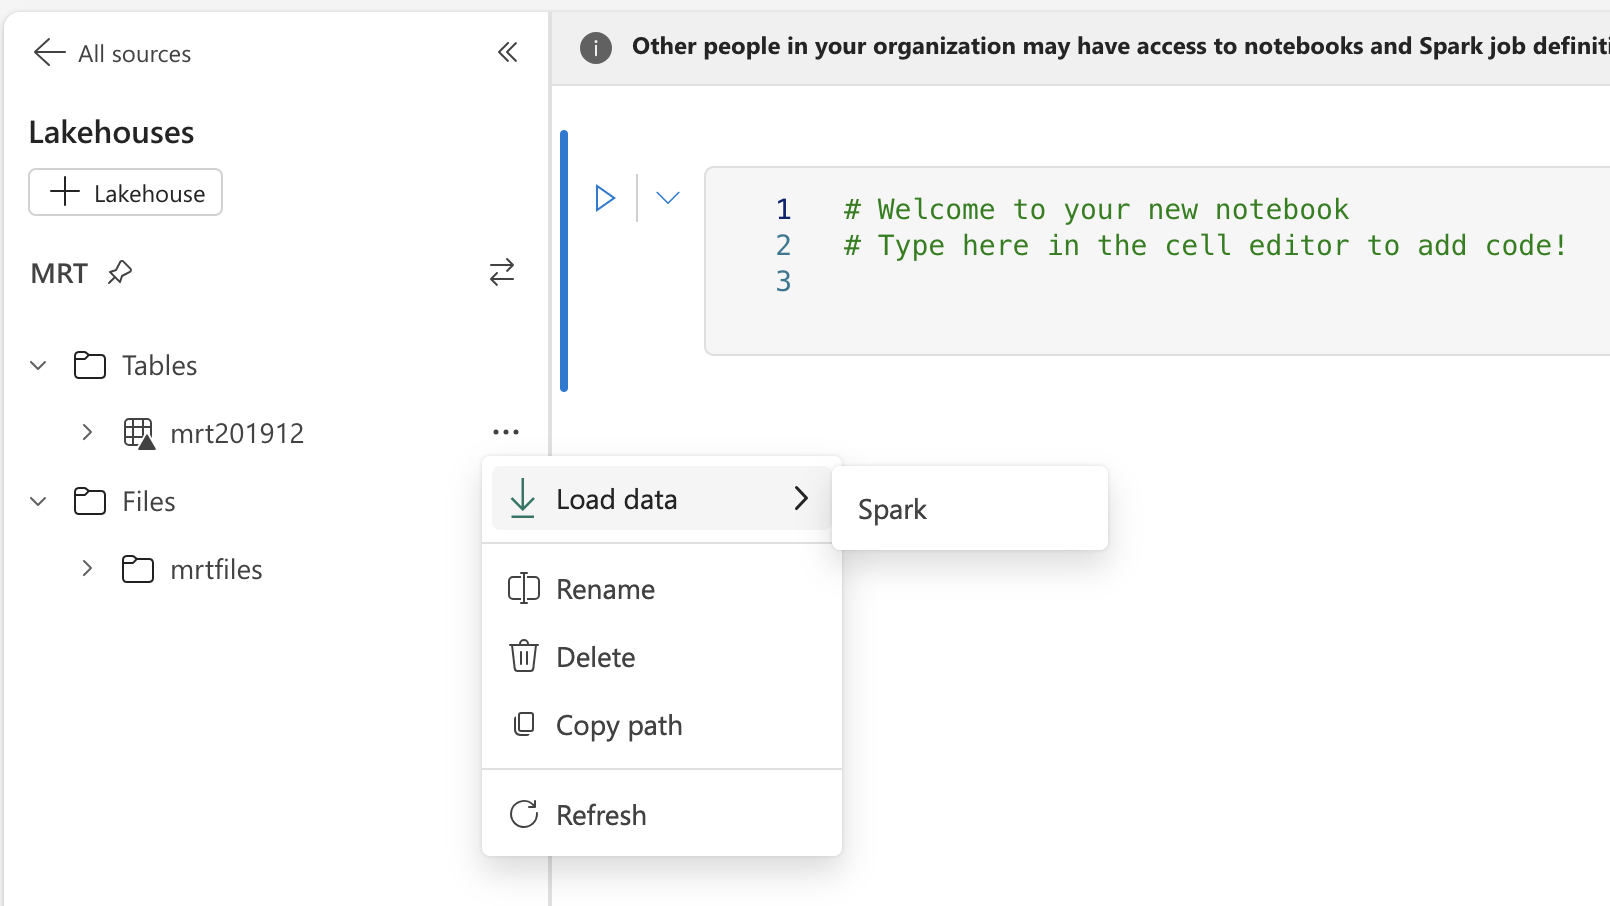 All sources
Lakehouses
Lakehouse
MRT
Tables
mrt201912
Files
mrtfiles
Other people in your organization may have access to notebooks and Spark job
1 # Welcome to your new notebook
2 # Type here in the cell editor to add code!
3
Load data
Spark
Rename
Delete
Copy path
Refresh